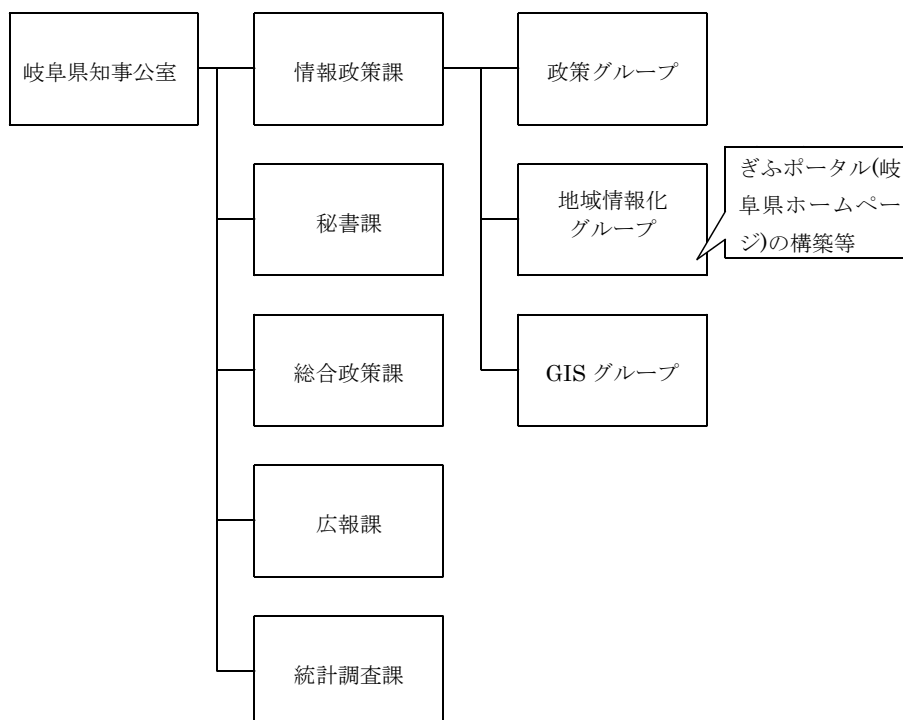 岐阜県知事公室
情報政策課
政策グループ
秘書課
地域情報化
グループ
ぎふポータル(岐
阜県ホームペー
ジ)の構築等
総合政策課
GIS グループ
広報課
統計調査課